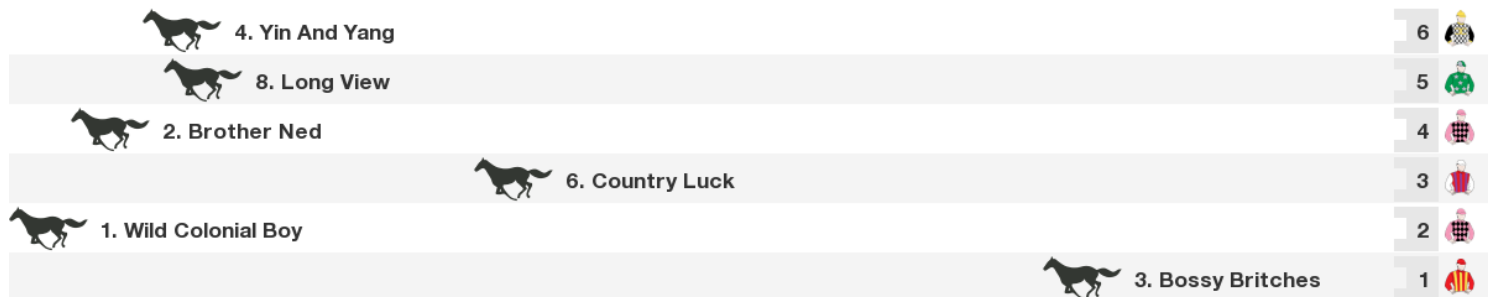 4. Yin And Yang 6
8. Long View 5
2. Brother Ned 4
6. Country Luck 3
1. Wild Colonial Boy 2
3. Bossy Britches 1